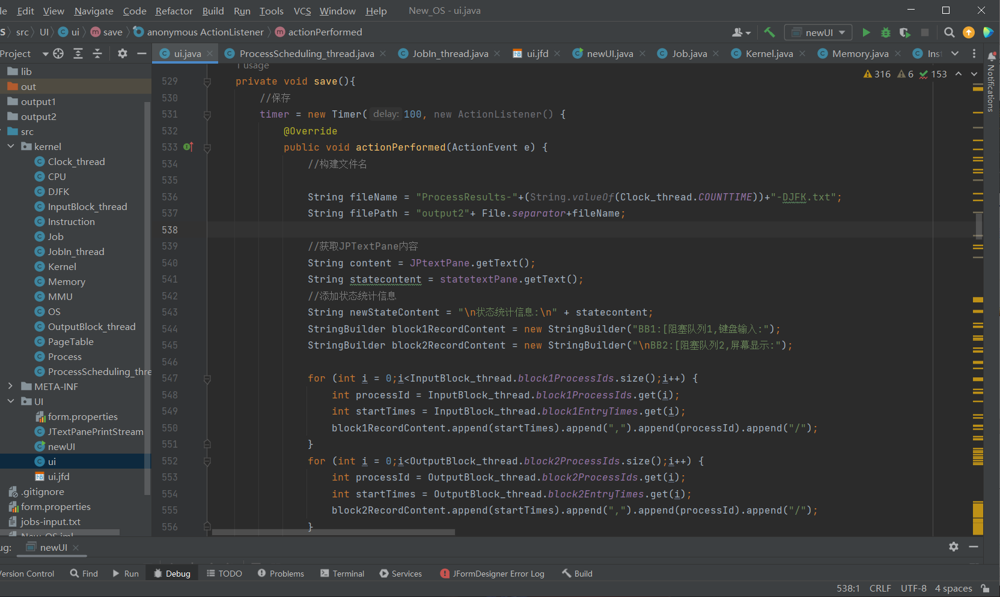 le Edit View Navigate Code Refactor Build Run Tools VCS Window Help New_OS - ui.java
S src UI ui save anonymous ActionListener actionPerformed newUI
Project ui.java ProcessScheduling_thread.java JobIn_thread.java ui.jfd newUI.java Job.java Kernel.java Memory.java Inst
lib
out
output1
output2
src
kernel
Clock_thread
CPU
DJFK
InputBlock_thread
Instruction
Job
JobIn_thread
Kernel
Memory
MMU
OS
OutputBlock_thread
PageTable
Process
ProcessScheduling_thre
META-INF
UI
form.properties
JTextPanePrintStream
newUI
ui
ui.jfd
.gitignore
form.properties
jobs-input.txt
New_OS.iml
1 usage
316 6 153
Notifications
529 private void save(){
530 //保存
531 timer = new Timer( delay: 100, new ActionListener() {
532 @Override
533 public void actionPerformed(ActionEvent e) {
534 //构建文件名
535
536 String fileName = "ProcessResults-"+(String.valueOf(Clock_thread.COUNTTIME))+"-DJFK.txt";
537 String filePath = "output2"+ File.separator+fileName;
538
539 //获取JPTextPane内容
540 String content = JPtextPane.getText();
541 String statecontent = statetextPane.getText();
542 //添加状态统计信息
543 String newStateContent = "\n状态统计信息:\n" + statecontent;
544 StringBuilder block1RecordContent = new StringBuilder("BB1:[阻塞队列1,键盘输入:");
545 StringBuilder block2RecordContent = new StringBuilder("\nBB2:[阻塞队列2,屏幕显示:");
546
547 for (int i = 0;i<InputBlock_thread.block1ProcessIds.size();i++) {
548 int processId = InputBlock_thread.block1ProcessIds.get(i);
549 int startTimes = InputBlock_thread.block1EntryTimes.get(i);
550 block1RecordContent.append(startTimes).append(",").append(processId).append("/");
551 }
552 for (int i = 0;i<OutputBlock_thread.block2ProcessIds.size();i++) {
553 int processId = OutputBlock_thread.block2ProcessIds.get(i);
554 int startTimes = OutputBlock_thread.block2EntryTimes.get(i);
555 block2RecordContent.append(startTimes).append(",").append(processId).append("/");
556 }
ug: newUI
Version Control Find Run Debug TODO Problems Terminal Services JFormDesigner Error Log Build
538:1 CRLF UTF-8 4 spaces